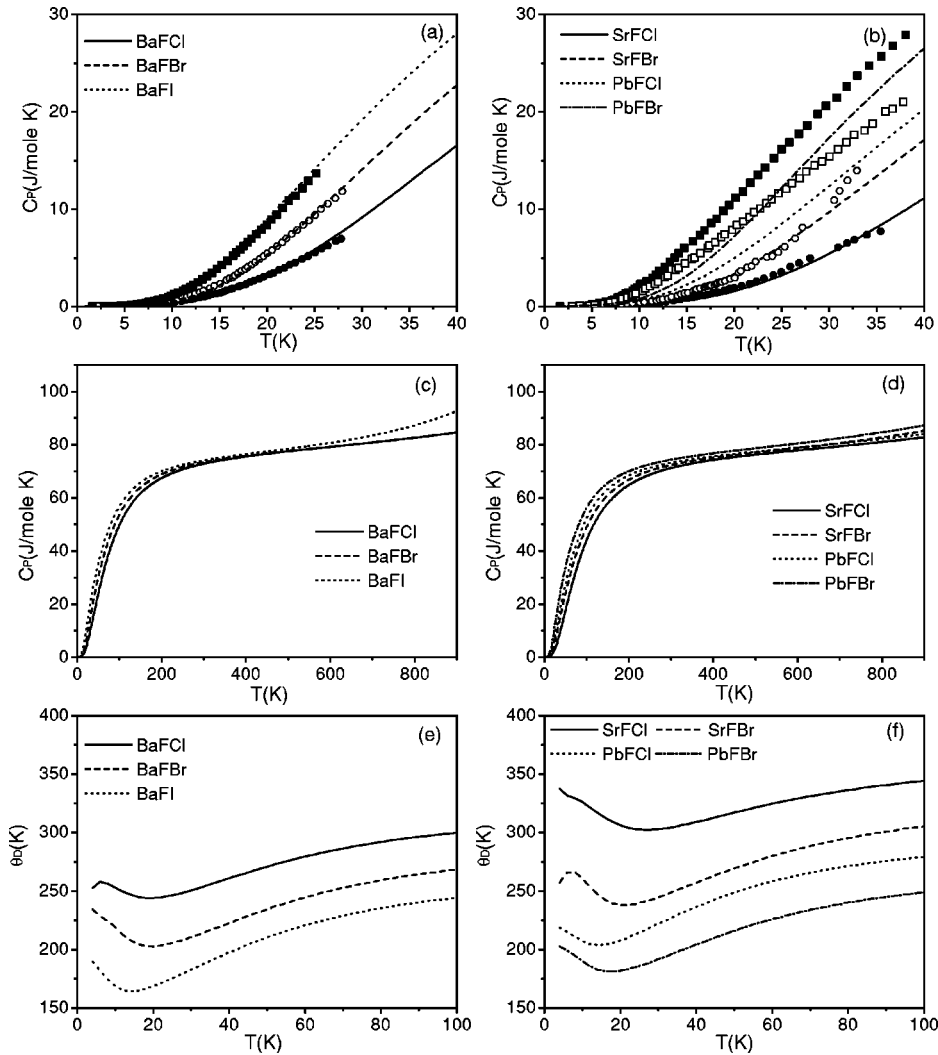 (a)
BaFCl
BaFBr
BaFI
CP(J/mole K)
30
20
10
0
0 5 10 15 20 25 30 35 40
T(K)
(b)
SrFCl
SrFBr
PbFCl
PbFBr
CP(J/mole K)
30
20
10
0
0 5 10 15 20 25 30 35 40
T(K)
(c)
BaFCl
BaFBr
BaFI
CP(J/mole K)
100
80
60
40
20
0
0 200 400 600 800
T(K)
(d)
SrFCl
SrFBr
PbFCl
PbFBr
CP(J/mole K)
100
80
60
40
20
0
0 200 400 600 800
T(K)
(e)
BaFCl
BaFBr
BaFI
θD(K)
400
350
300
250
200
150
0 20 40 60 80 100
T(K)
(f)
SrFCl SrFBr
PbFCl PbFBr
θD(K)
400
350
300
250
200
150
0 20 40 60 80 100
T(K)